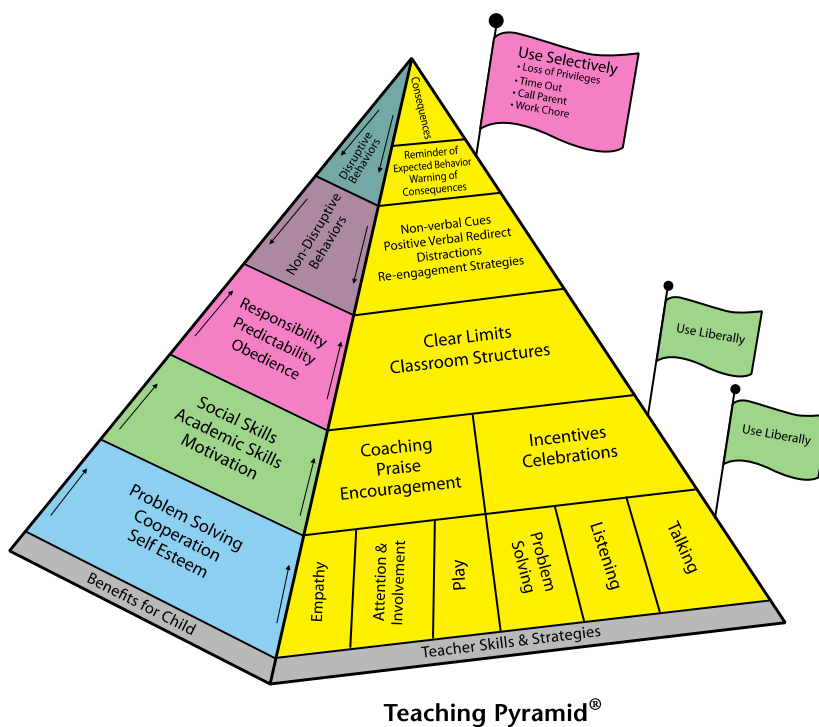 Use Selectively
• Loss of Privileges
• Time Out
• Call Parent
• Work Chore
Consequences
Disruptive
Behaviors
Reminder of
Expected Behavior
Warning of
Consequences
Non-Disruptive
Behaviors
Non-verbal Cues
Positive Verbal Redirect
Distractions
Re-engagement Strategies
Responsibility
Predictability
Obedience
Clear Limits
Classroom Structures
Use Liberally
Social Skills
Academic Skills
Motivation
Coaching
Praise
Encouragement
Incentives
Celebrations
Use Liberally
Problem Solving
Cooperation
Self Esteem
Empathy
Attention &
Involvement
Play
Problem
Solving
Listening
Talking
Benefits for Child
Teacher Skills & Strategies
Teaching Pyramid®